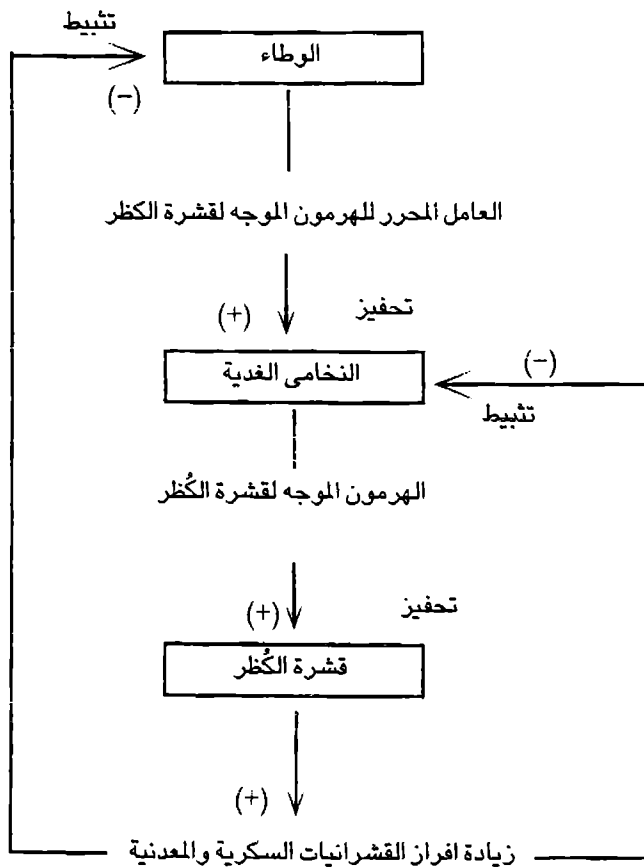 تثبيط
الوطاء
(−)
العامل المحرر للهرمون الموجه لقشرة الكظر
(+)
تحفيز
النخامى الغدية
(−)
تثبيط
الهرمون الموجه لقشرة الكُظر
(+)
تحفيز
قشرة الكُظر
(+)
زيادة افراز القشرانيات السكرية والمعدنية